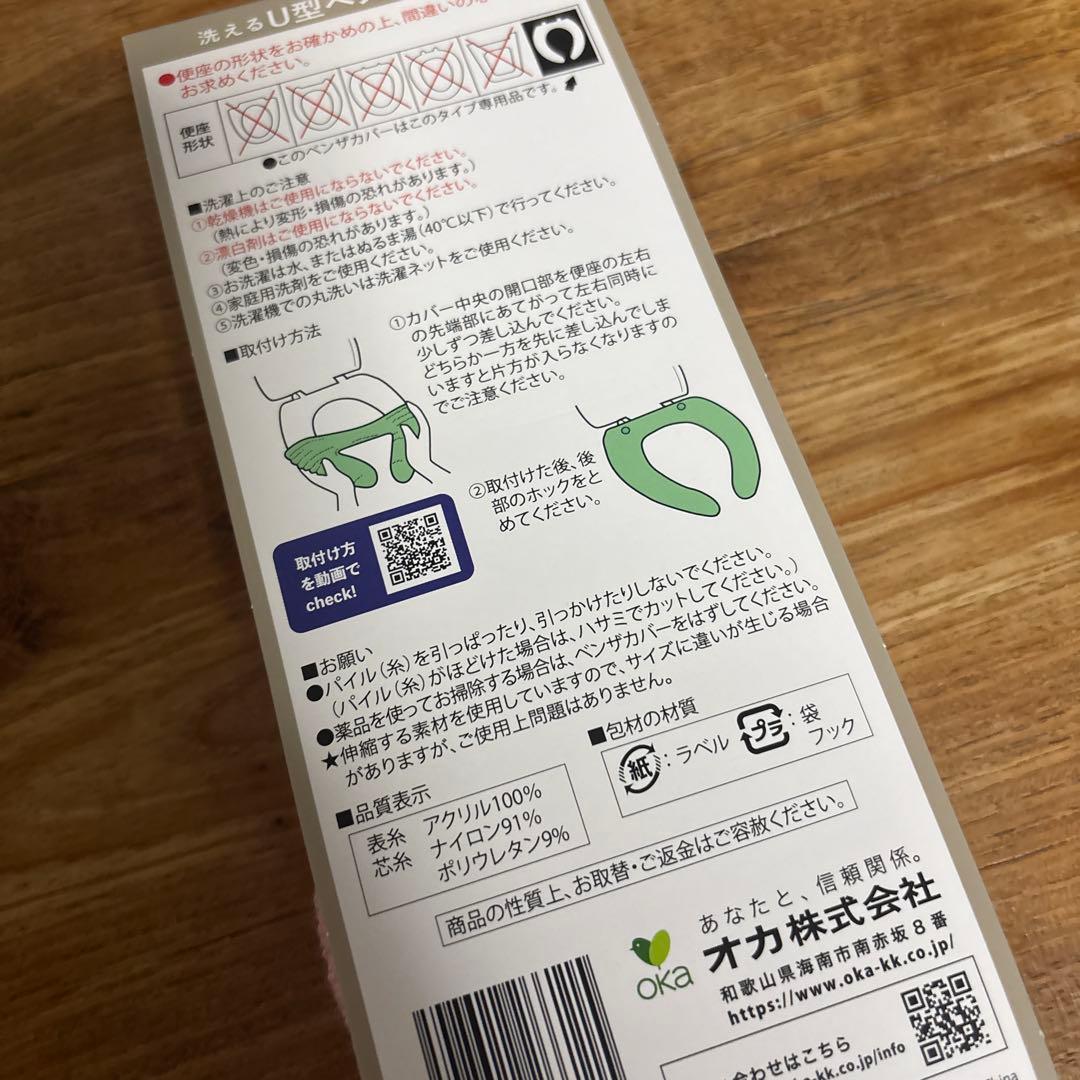 洗えるU型ベ
●便座の形状をお確かめの上、間違いの
お求めください。
便座
形状
●このベンザカバーはこのタイプ専用品です。
■洗濯上のご注意
①乾燥機はご使用にならないでください。
(熱により変形・損傷の恐れがあります。)
②漂白剤はご使用にならないでください。
(変色・損傷の恐れがあります。)
③お洗濯は水、またはぬるま湯(40℃以下)で行ってください。
④家庭用洗剤をご使用ください。
⑤洗濯機での丸洗いは洗濯ネットをご使用ください。
■取付け方法
①カバー中央の開口部を便座の左右
の先端部にあてがって左右同時に
少しずつ差し込んでください。
どちらか一方を先に差し込んでしま
いますと片方が入らなくなりますの
でご注意ください。
②取付けた後、後
部のホックをと
めてください。
取付け方
を動画で
check!
■お願い
●パイル(糸)を引っぱったり、引っかけたりしないでください。
(パイル(糸)がほどけた場合は、ハサミでカットしてください。)
●薬品を使ってお掃除する場合は、ベンザカバーをはずしてください。
★伸縮する素材を使用していますので、サイズに違いが生じる場合
がありますが、ご使用上問題はありません。
■包材の材質
紙:ラベル プラ:袋
フック
■品質表示
表糸 アクリル100%
芯糸 ナイロン91%
ポリウレタン9%
商品の性質上、お取替・ご返金はご容赦ください。
あなたと、信頼関係。
oka オカ株式会社
和歌山県海南市南赤坂8番
https://www.oka-kk.co.jp/
合わせはこちら
a-kk.co.jp/info
China